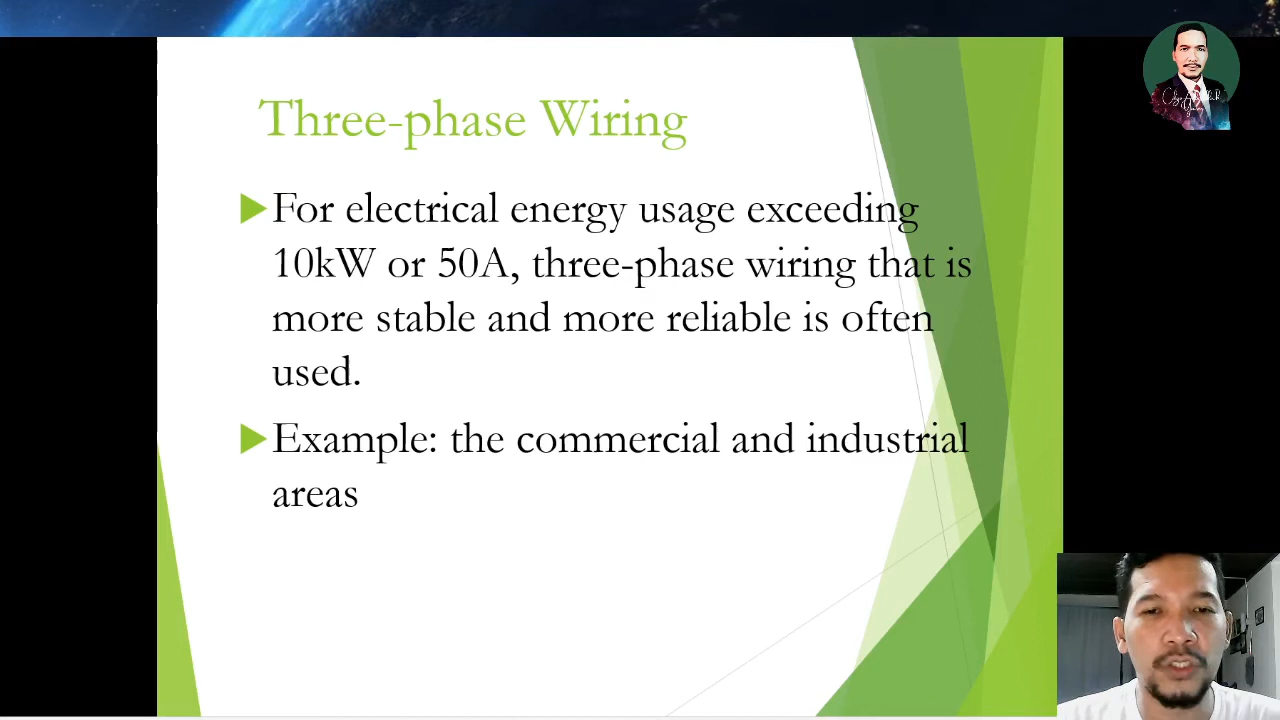 Three-phase Wiring
For electrical energy usage exceeding
10kW or 50A, three-phase wiring that is
more stable and more reliable is often
used.
Example: the commercial and industrial
areas